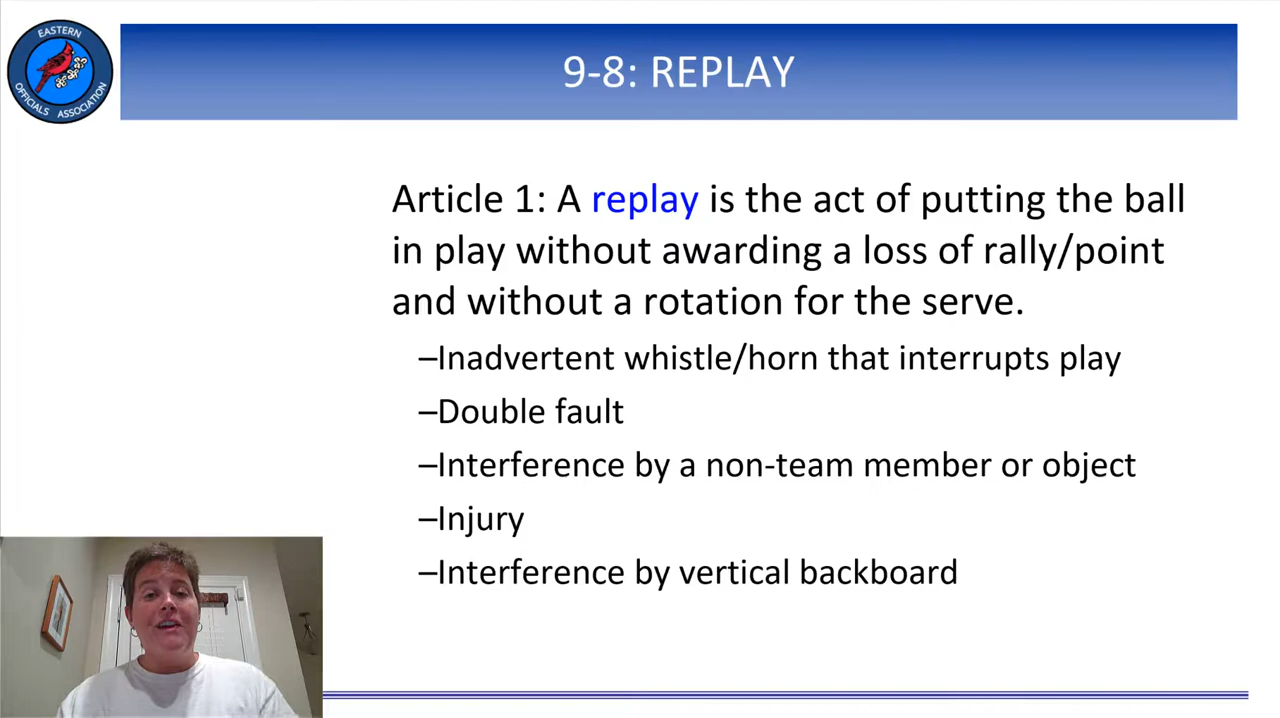 EASTERN
OFFICIALS ASSOCIATION
9-8: REPLAY
Article 1: A replay is the act of putting the ball
in play without awarding a loss of rally/point
and without a rotation for the serve.
–Inadvertent whistle/horn that interrupts play
–Double fault
–Interference by a non-team member or object
–Injury
–Interference by vertical backboard